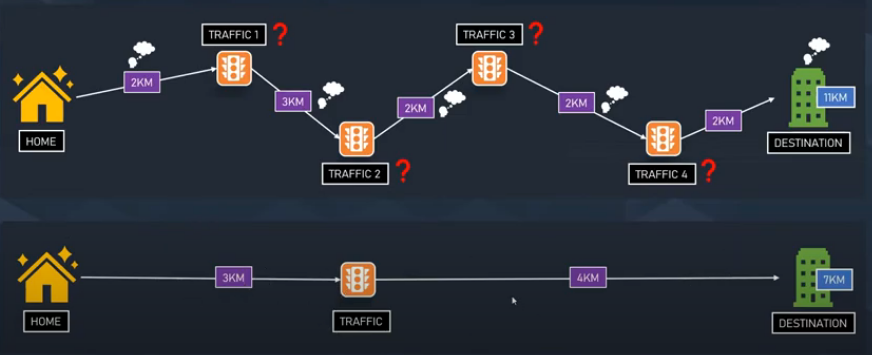 TRAFFIC 1 ?
TRAFFIC 3 ?
2KM
3KM
2KM
2KM
2KM
11KM
HOME
DESTINATION
TRAFFIC 2 ?
TRAFFIC 4 ?
3KM
4KM
7KM
HOME
TRAFFIC
DESTINATION